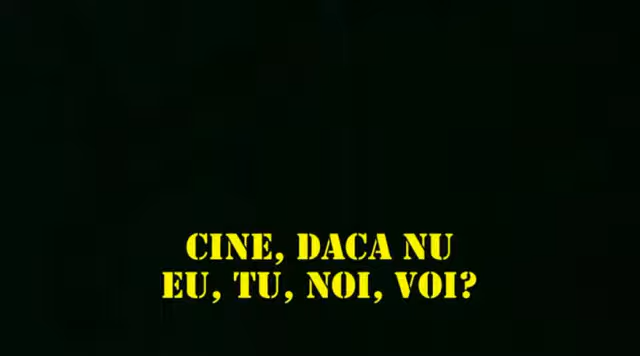 CINE, DACA NU
EU, TU, NOI, VOI?